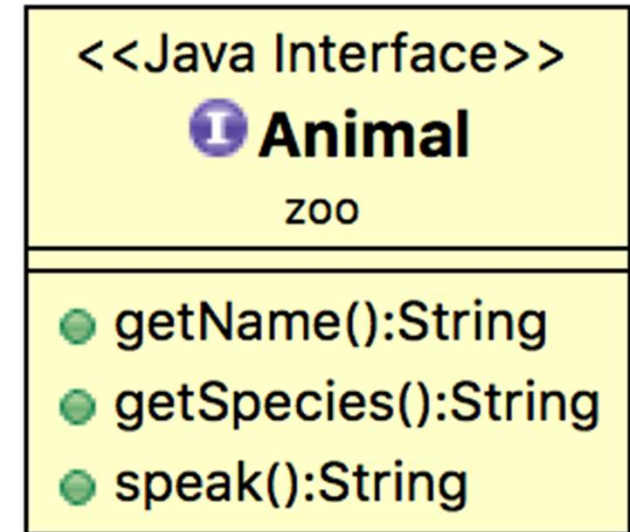 <<Java Interface>>
I Animal
zoo
getName():String
getSpecies():String
speak():String